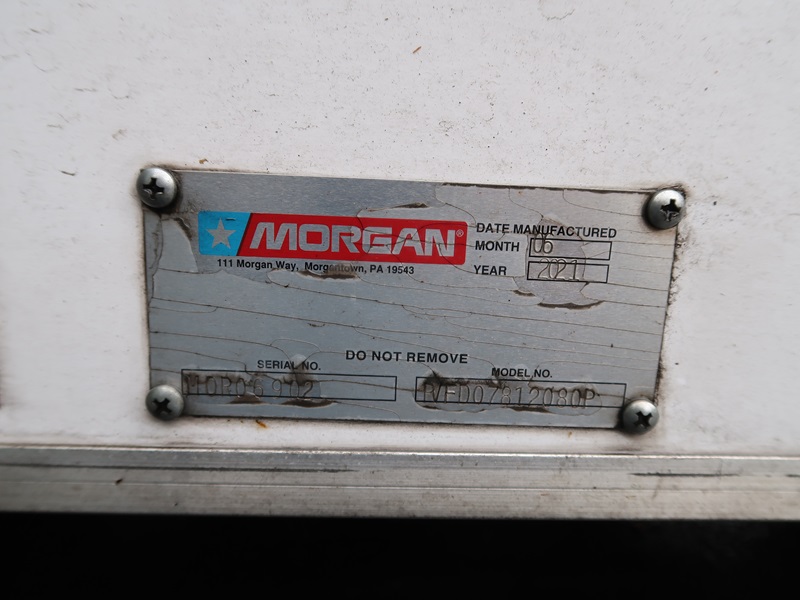 MORGAN®
111 Morgan Way, Morgantown, PA 19543
DATE MANUFACTURED
MONTH 06
YEAR 2021
DO NOT REMOVE
SERIAL NO.
MODEL NO.